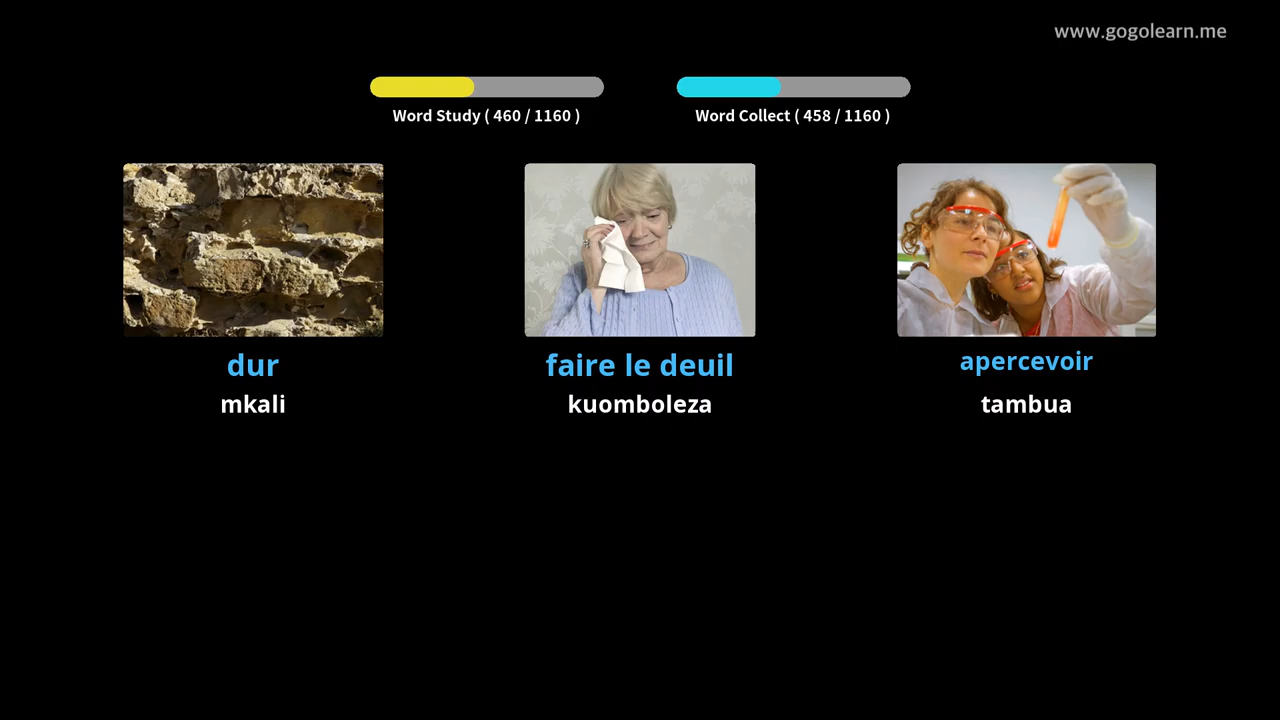 www.gogolearn.me
Word Study ( 460 / 1160 )
Word Collect ( 458 / 1160 )
dur
mkali
faire le deuil
kuomboleza
apercevoir
tambua